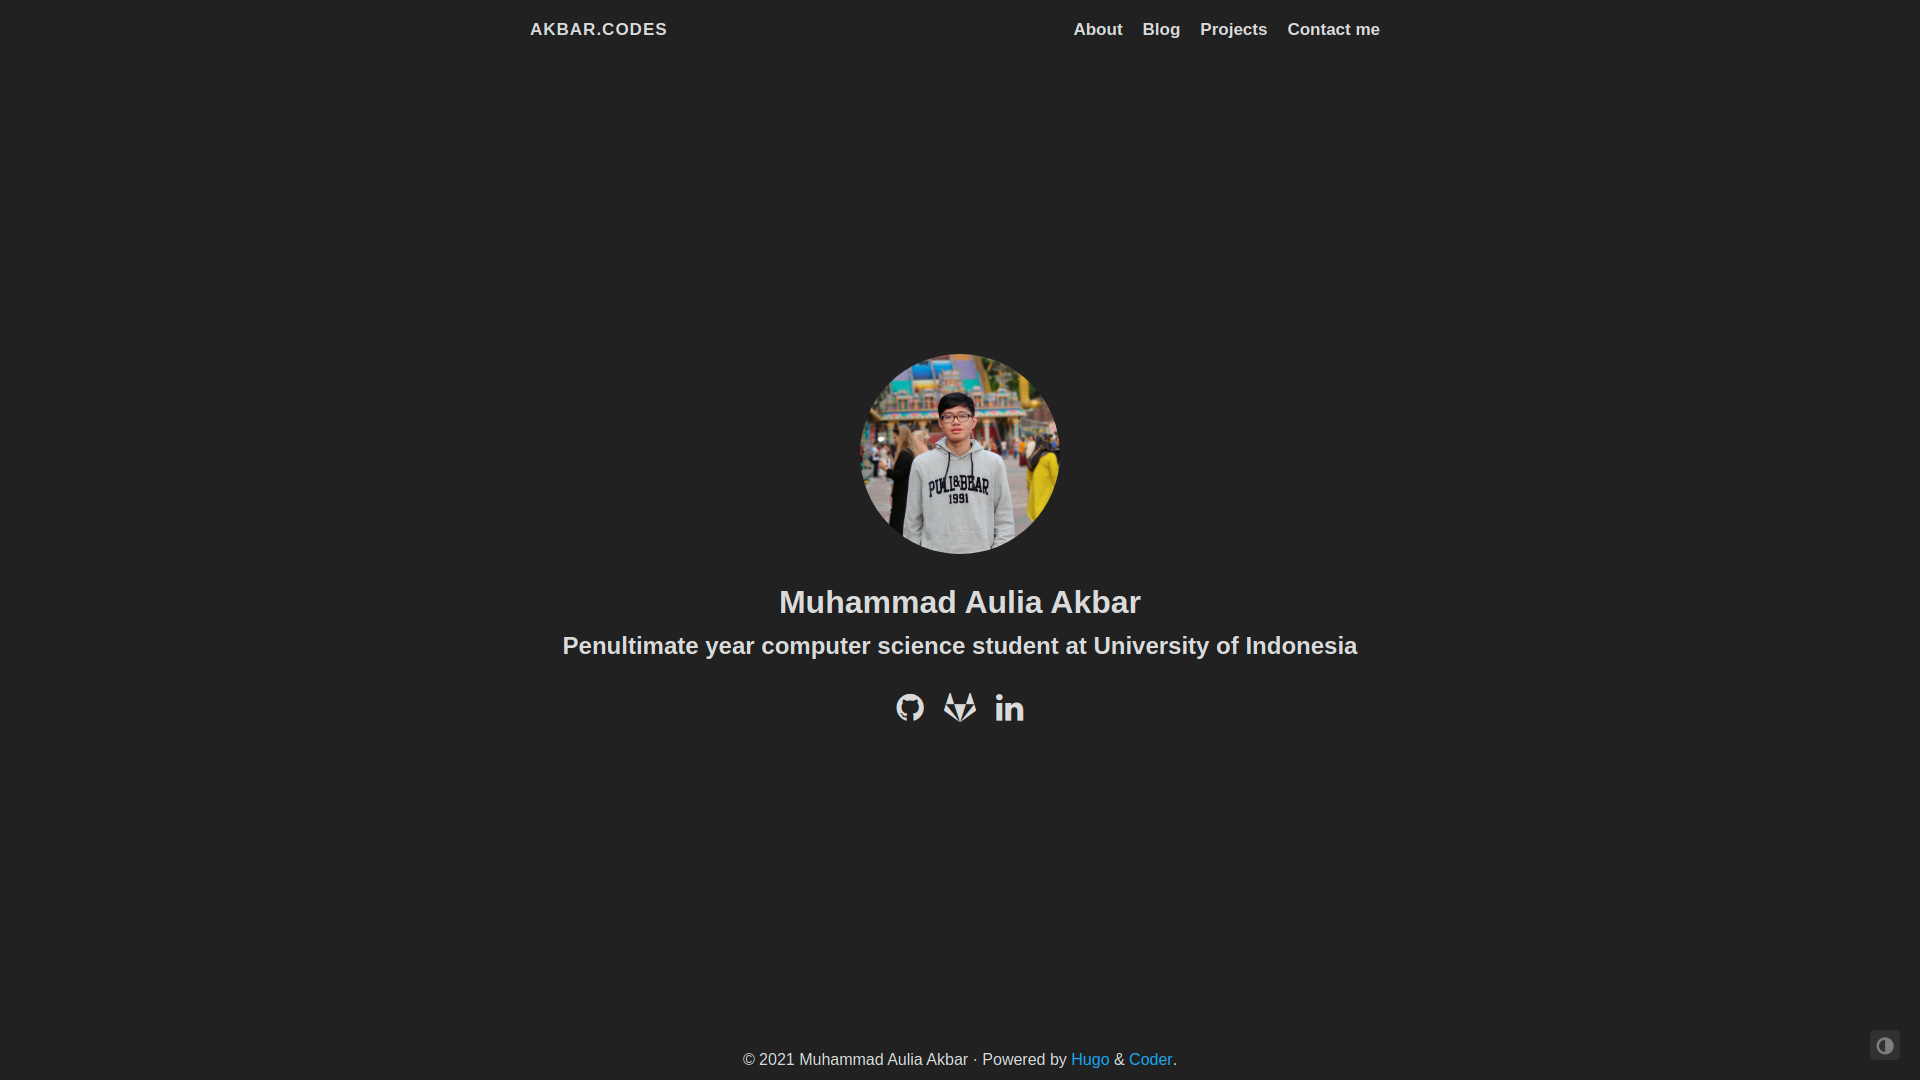 AKBAR.CODES
About Blog Projects Contact me
PULL&BEAR
1991
Muhammad Aulia Akbar
Penultimate year computer science student at University of Indonesia
in
© 2021 Muhammad Aulia Akbar · Powered by Hugo & Coder.